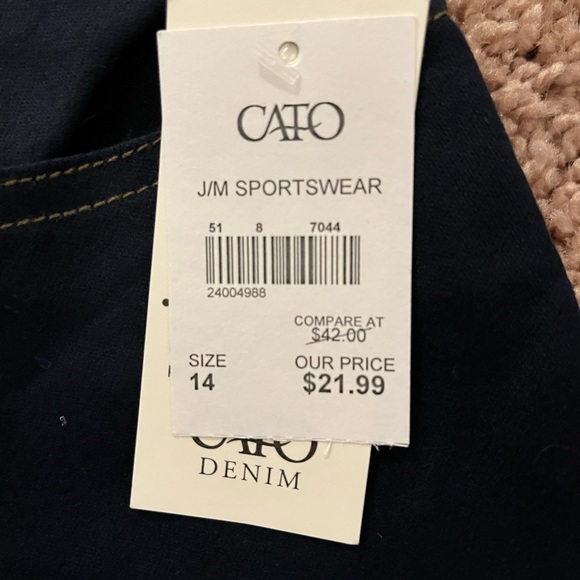 CATO
J/M SPORTSWEAR
51 8 7044
24004988
COMPARE AT
$42.00
SIZE OUR PRICE
14 $21.99
CATO
DENIM